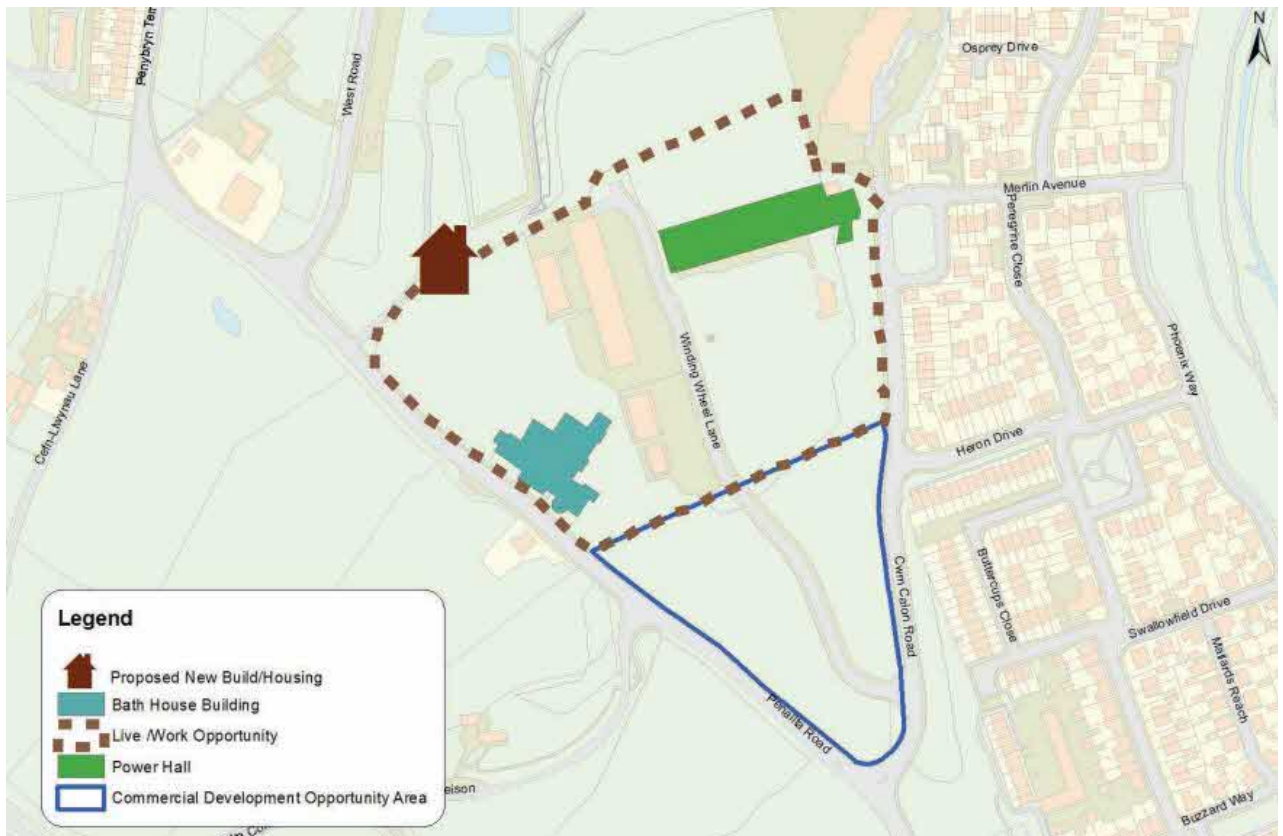 N
Osprey Drive
Penybryn
West Road
Merlin Avenue
Peregrine Close
Phoenix Way
Cefn-Llwynau Lane
Winding Wheel Lane
Heron Drive
Cwm Calon Road
Buttercups Close
Swallowfield Drive
Mallards Reach
Penallta Road
Buzzard Way
Legend
Proposed New Build/Housing
Bath House Building
Live /Work Opportunity
Power Hall
Commercial Development Opportunity Area